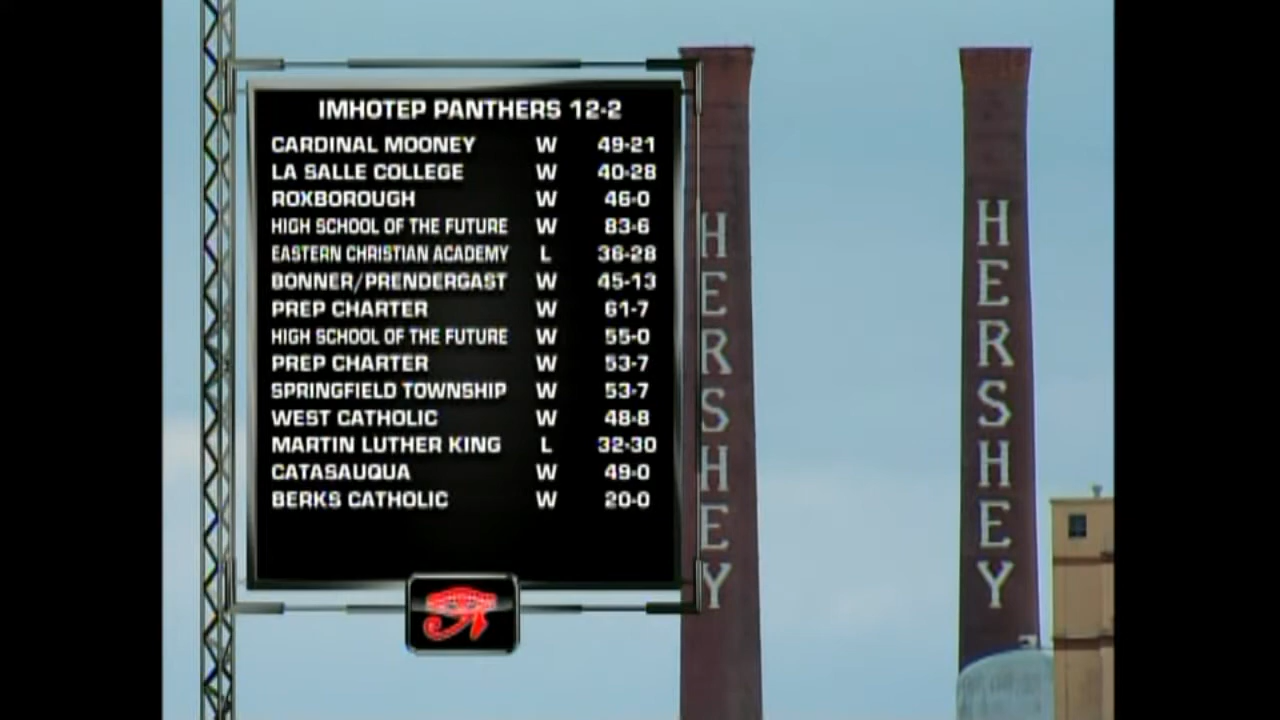 IMHOTEP PANTHERS 12-2
CARDINAL MOONEY W 49-21
LA SALLE COLLEGE W 40-28
ROXBOROUGH W 46-0
HIGH SCHOOL OF THE FUTURE W 83-6
EASTERN CHRISTIAN ACADEMY L 36-28
BONNER/PRENDERGAST W 45-13
PREP CHARTER W 61-7
HIGH SCHOOL OF THE FUTURE W 55-0
PREP CHARTER W 53-7
SPRINGFIELD TOWNSHIP W 53-7
WEST CATHOLIC W 48-8
MARTIN LUTHER KING L 32-30
CATASAUQUA W 49-0
BERKS CATHOLIC W 20-0
HERSHEY
HERSHEY